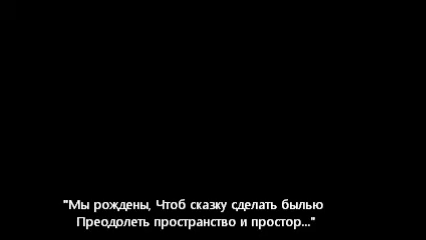 "Мы рождены, Чтоб сказку сделать былью
Преодолеть пространство и простор..."